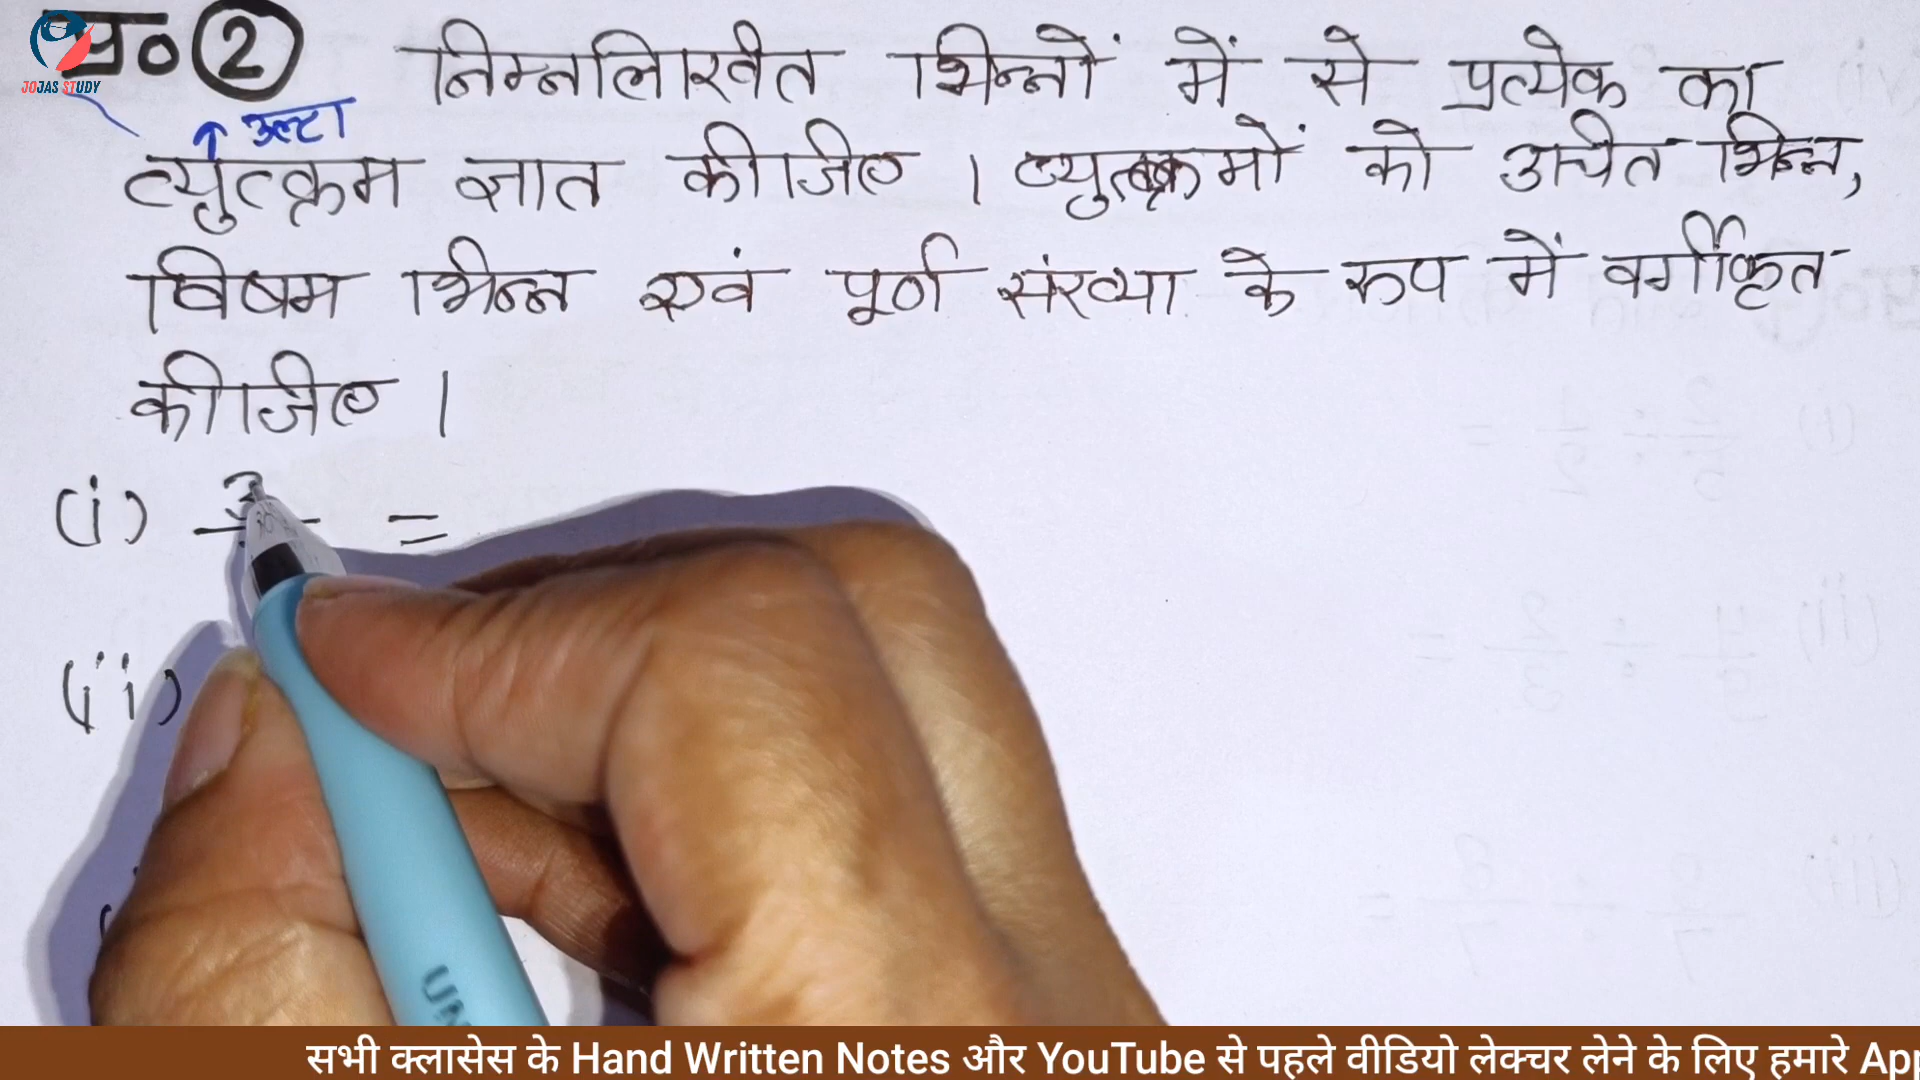 प्र० 2 निम्नलिखित भिन्नों में से प्रत्येक का
उल्टा
व्युत्क्रम ज्ञात कीजिए । व्युत्क्रमों को उचित भिन्न,
विषम भिन्न एवं पूर्ण संख्या के रूप में वर्गीकृत
कीजिए ।
(i) 3 =
(ii)
JOJAS STUDY
सभी क्लासेस के Hand Written Notes और YouTube से पहले वीडियो लेक्चर लेने के लिए हमारे App